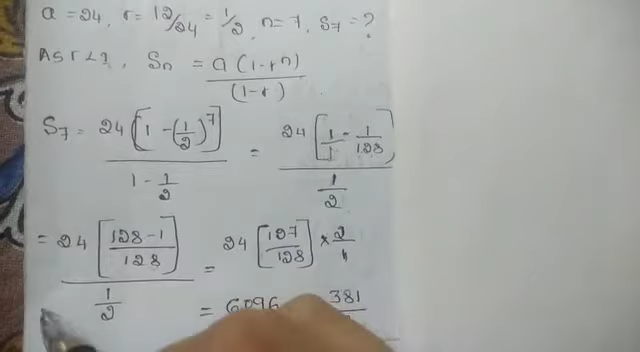 a = 24, r = 12/24 = 1/2, n = 7, S7 = ?
As r < 1, Sn = a(1-r^n) / (1-r)
S7 = 24[1-(1/2)^7] / 1-1/2 = 24[1/1 - 1/128] / 1/2
= 24[128-1/128] / 1/2 = 24[127/128] × 2/1
= 6096 381